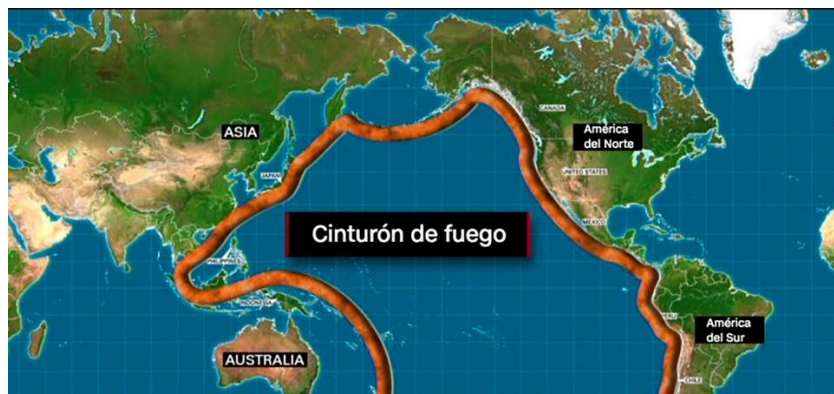 CANADA
ASIA
América
del Norte
JAPAN
UNITED STATES
MEXICO
Cinturón de fuego
PHILIPPINES
INDONESIA
PERU
América
del Sur
AUSTRALIA
CHILE